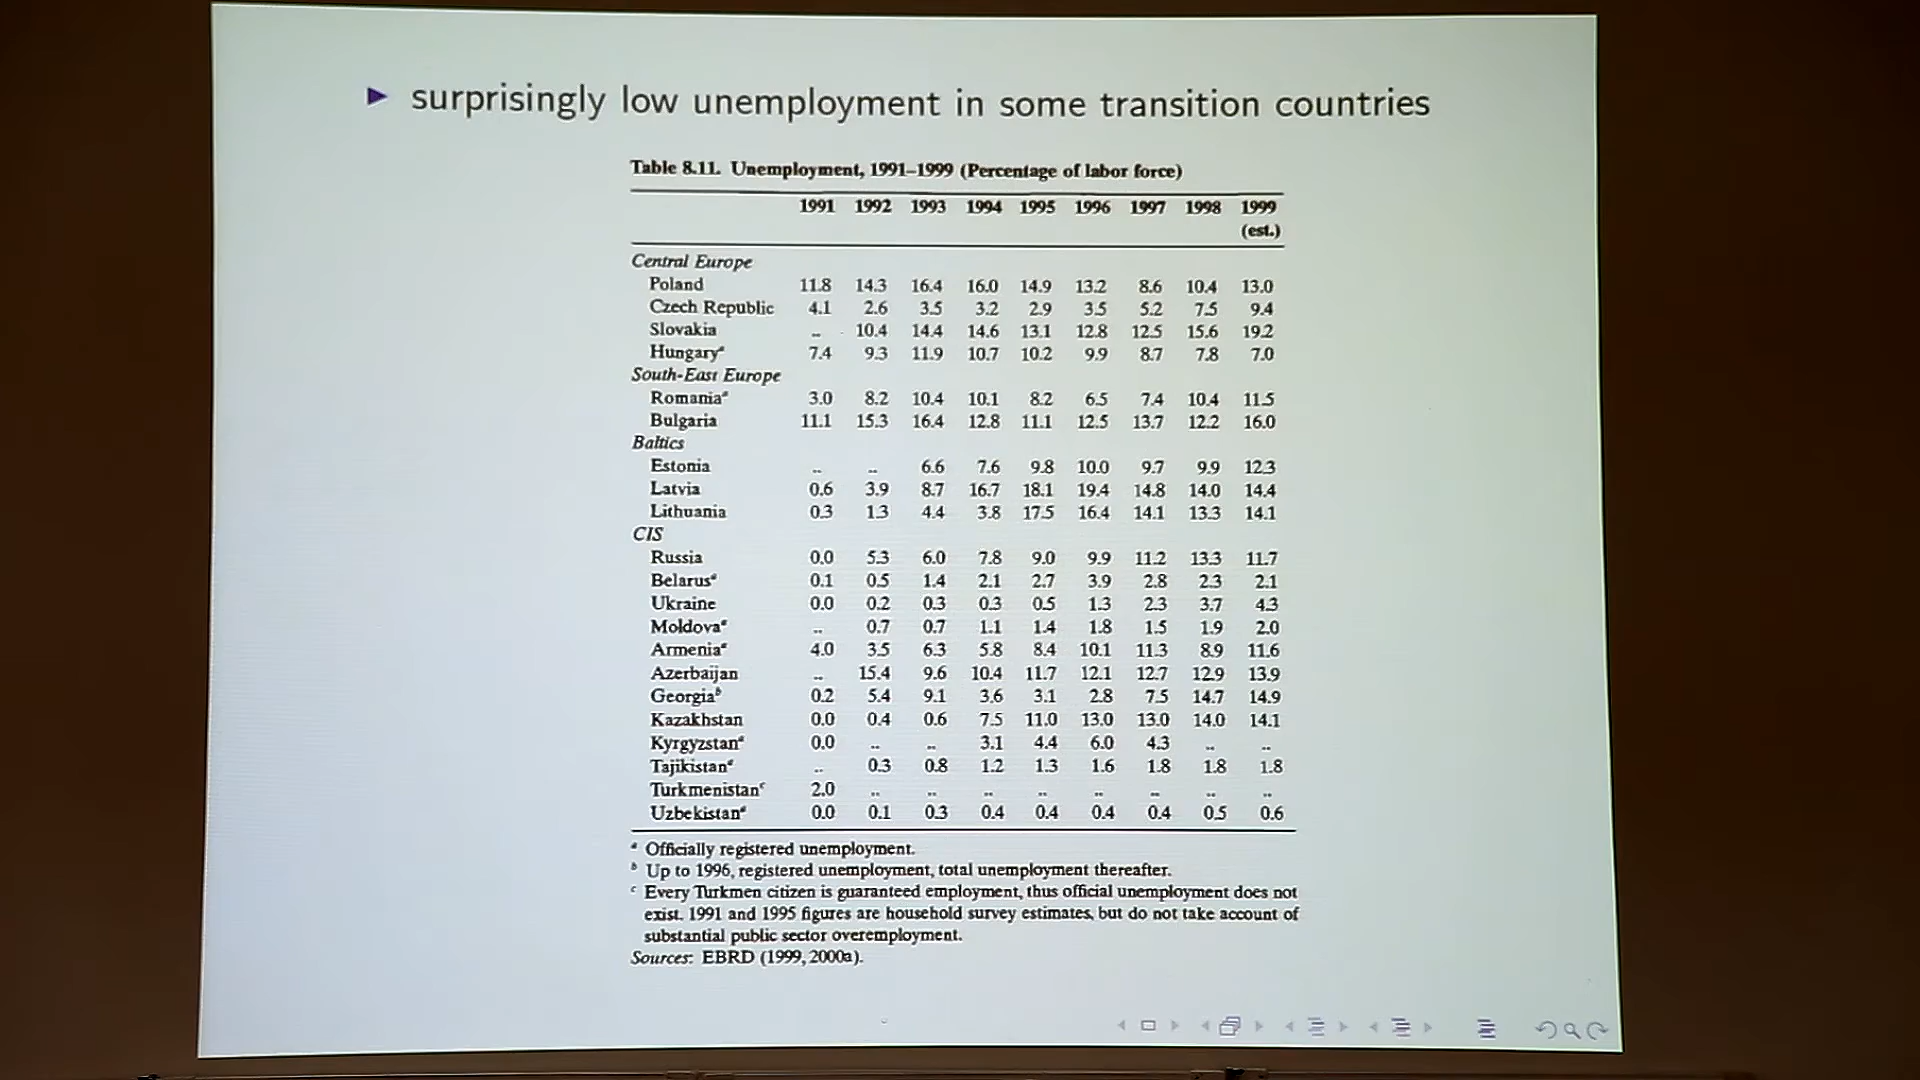 surprisingly low unemployment in some transition countries
Table 8.11. Unemployment, 1991–1999 (Percentage of labor force)
1991 1992 1993 1994 1995 1996 1997 1998 1999
(est.)
Central Europe
Poland 11.8 14.3 16.4 16.0 14.9 13.2 8.6 10.4 13.0
Czech Republic 4.1 2.6 3.5 3.2 2.9 3.5 5.2 7.5 9.4
Slovakia .. 10.4 14.4 14.6 13.1 12.8 12.5 15.6 19.2
Hungaryᵃ 7.4 9.3 11.9 10.7 10.2 9.9 8.7 7.8 7.0
South-East Europe
Romaniaᵃ 3.0 8.2 10.4 10.1 8.2 6.5 7.4 10.4 11.5
Bulgaria 11.1 15.3 16.4 12.8 11.1 12.5 13.7 12.2 16.0
Baltics
Estonia .. .. 6.6 7.6 9.8 10.0 9.7 9.9 12.3
Latvia 0.6 3.9 8.7 16.7 18.1 19.4 14.8 14.0 14.4
Lithuania 0.3 1.3 4.4 3.8 17.5 16.4 14.1 13.3 14.1
CIS
Russia 0.0 5.3 6.0 7.8 9.0 9.9 11.2 13.3 11.7
Belarusᵃ 0.1 0.5 1.4 2.1 2.7 3.9 2.8 2.3 2.1
Ukraine 0.0 0.2 0.3 0.3 0.5 1.3 2.3 3.7 4.3
Moldovaᵃ .. 0.7 0.7 1.1 1.4 1.8 1.5 1.9 2.0
Armeniaᵃ 4.0 3.5 6.3 5.8 8.4 10.1 11.3 8.9 11.6
Azerbaijan .. 15.4 9.6 10.4 11.7 12.1 12.7 12.9 13.9
Georgiaᵇ 0.2 5.4 9.1 3.6 3.1 2.8 7.5 14.7 14.9
Kazakhstan 0.0 0.4 0.6 7.5 11.0 13.0 13.0 14.0 14.1
Kyrgyzstanᵃ 0.0 .. .. 3.1 4.4 6.0 4.3 .. ..
Tajikistanᵃ .. 0.3 0.8 1.2 1.3 1.6 1.8 1.8 1.8
Turkmenistanᶜ 2.0 .. .. .. .. .. .. .. ..
Uzbekistanᵃ 0.0 0.1 0.3 0.4 0.4 0.4 0.4 0.5 0.6
ᵃ Officially registered unemployment.
ᵇ Up to 1996, registered unemployment, total unemployment thereafter.
ᶜ Every Turkmen citizen is guaranteed employment, thus official unemployment does not
exist. 1991 and 1995 figures are household survey estimates, but do not take account of
substantial public sector overemployment.
Sources: EBRD (1999, 2000a).